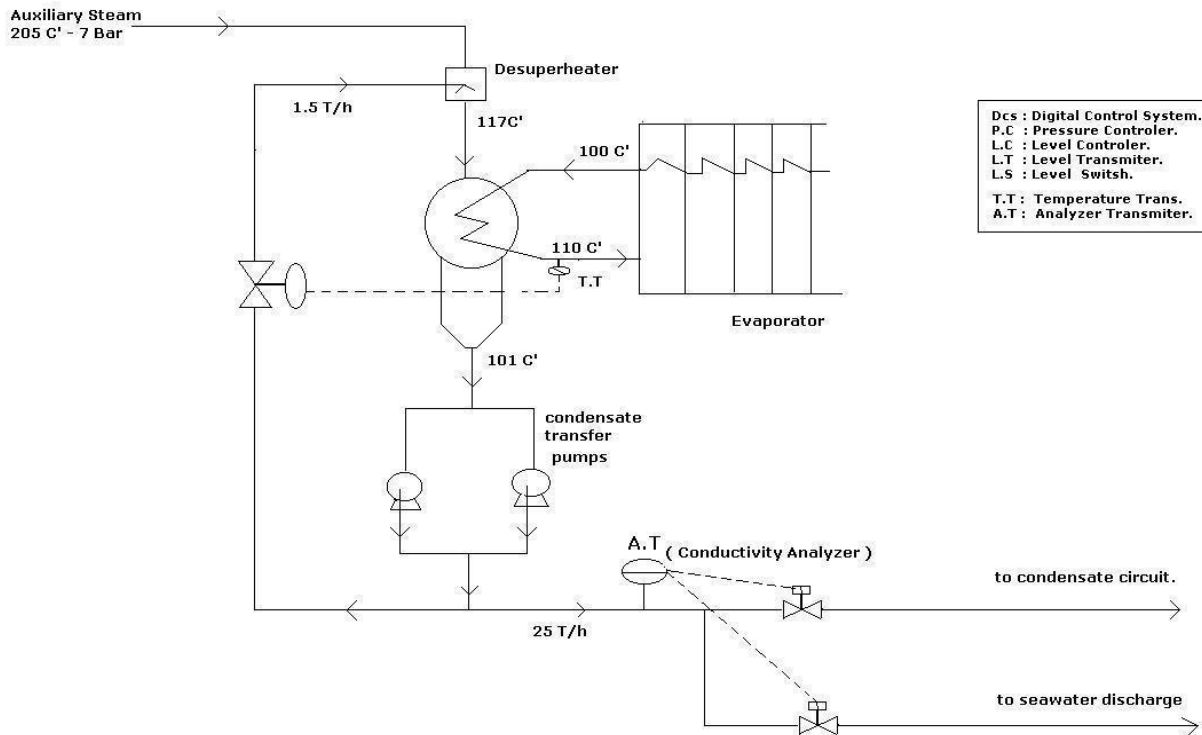 Auxiliary Steam
205 C' - 7 Bar
Desuperheater
1.5 T/h
117C'
100 C'
Dcs : Digital Control System.
P.C : Pressure Controler.
L.C : Level Controler.
L.T : Level Transmiter.
L.S : Level Switsh.
T.T : Temperature Trans.
A.T : Analyzer Transmiter.
110 C'
T.T
Evaporator
101 C'
condensate
transfer
pumps
A.T
( Conductivity Analyzer )
to condensate circuit.
25 T/h
to seawater discharge